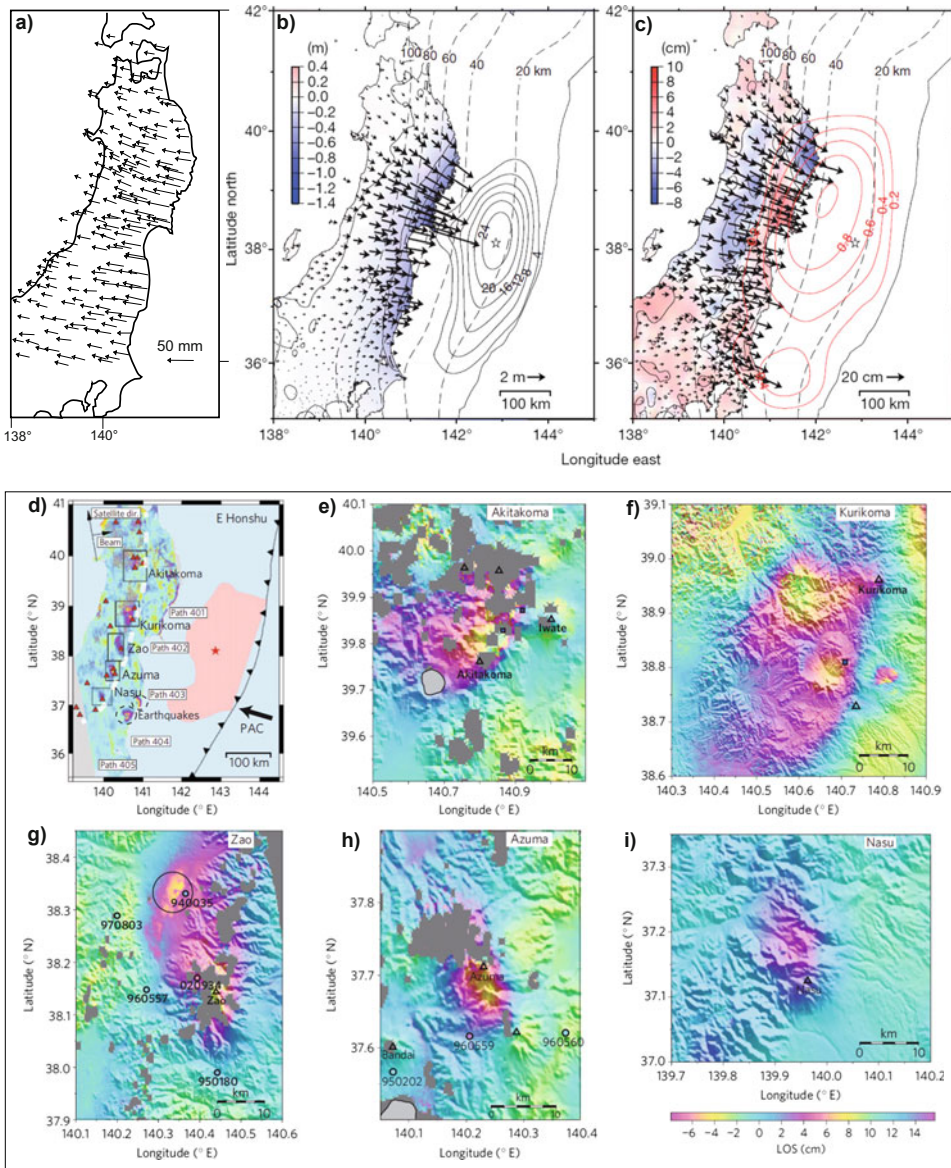 a)
50 mm
138°
140°
b)
(m)
0.4
0.2
0.0
−0.2
−0.4
−0.6
−0.8
−1.0
−1.2
−1.4
100
80
60
40
20 km
24
20
16
12
8
4
2 m
100 km
42°
40°
38°
36°
138
140
142
144
Latitude north
c)
(cm)
10
8
6
4
2
0
−2
−4
−6
−8
100
80
60
40
20 km
0.8
0.6
0.4
0.2
20 cm
100 km
42°
40°
38°
36°
138
140
142
144
Longitude east
d)
Satellite dir.
Beam
E Honshu
Akitakoma
Kurikoma
Zao
Azuma
Nasu
Earthquakes
Path 401
Path 402
Path 403
Path 404
Path 405
PAC
100 km
41
40
39
38
37
36
139
140
141
142
143
144
Latitude (° N)
Longitude (° E)
e)
Akitakoma
Iwate
Akitakoma
km
0 10
40.1
40.0
39.9
39.8
39.7
39.6
39.5
140.5
140.7
140.9
Latitude (° N)
Longitude (° E)
f)
Kurikoma
Kurikoma
km
0 10
39.0
38.9
38.8
38.7
38.6
140.3
140.4
140.5
140.6
140.7
140.8
140.9
Latitude (° N)
Longitude (° E)
g)
Zao
940035
970803
020934
960557
Zao
950180
km
0 10
38.4
38.3
38.2
38.1
38.0
37.9
140.1
140.2
140.3
140.4
140.5
140.6
Latitude (° N)
Longitude (° E)
h)
Azuma
Azuma
Bandai
960559
960560
950202
km
0 10
37.8
37.7
37.6
140.1
140.2
140.3
140.4
Latitude (° N)
Longitude (° E)
i)
Nasu
km
0 10
37.3
37.2
37.1
37.0
139.7
139.8
139.9
140.0
140.1
140.2
Latitude (° N)
Longitude (° E)
−6 −4 −2 0 2 4 6 8 10 12 14
LOS (cm)